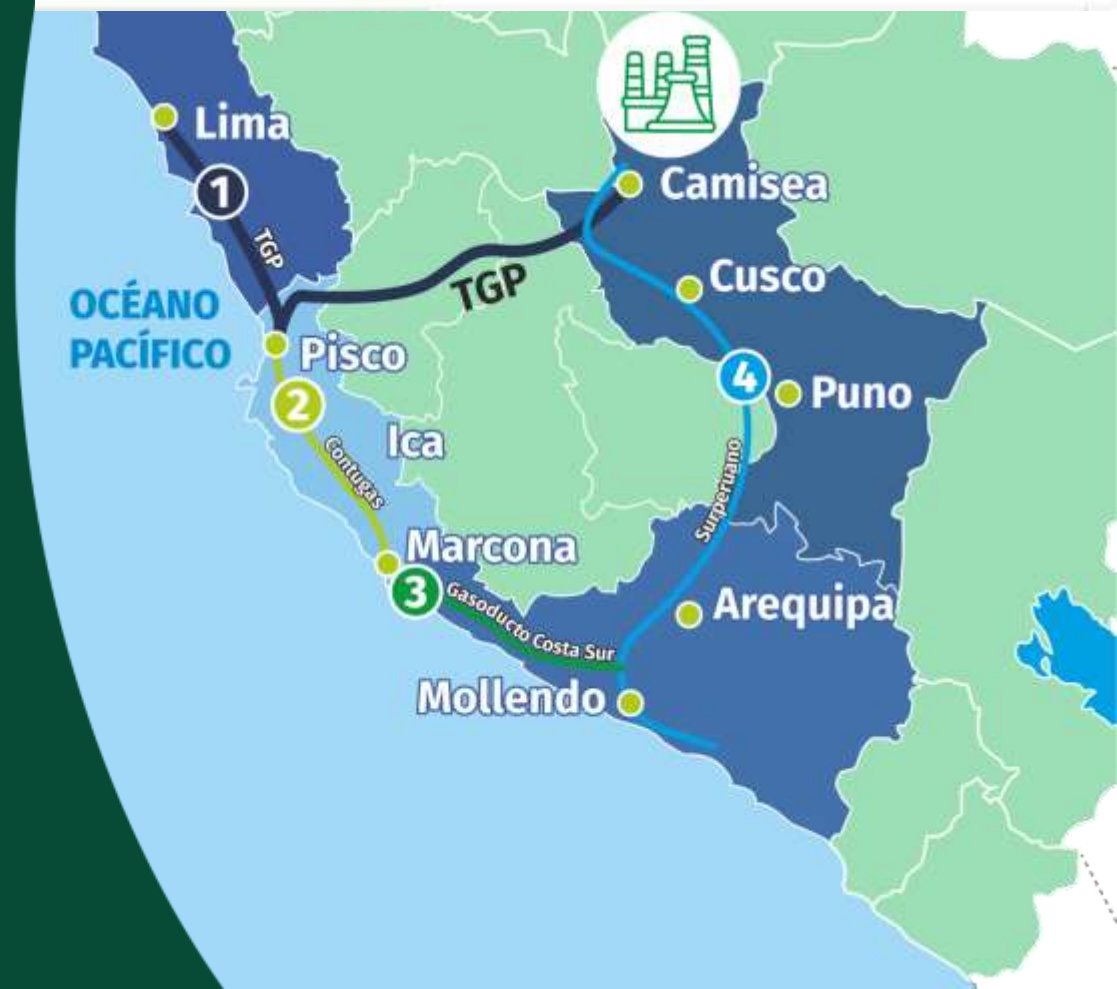 Lima
Camisea
1
TGP
TGP
Cusco
OCÉANO
PACÍFICO
Pisco
4
Puno
2
Ica
Contugas
Surperuano
Marcona
3
Gasoducto Costa Sur
Arequipa
Mollendo